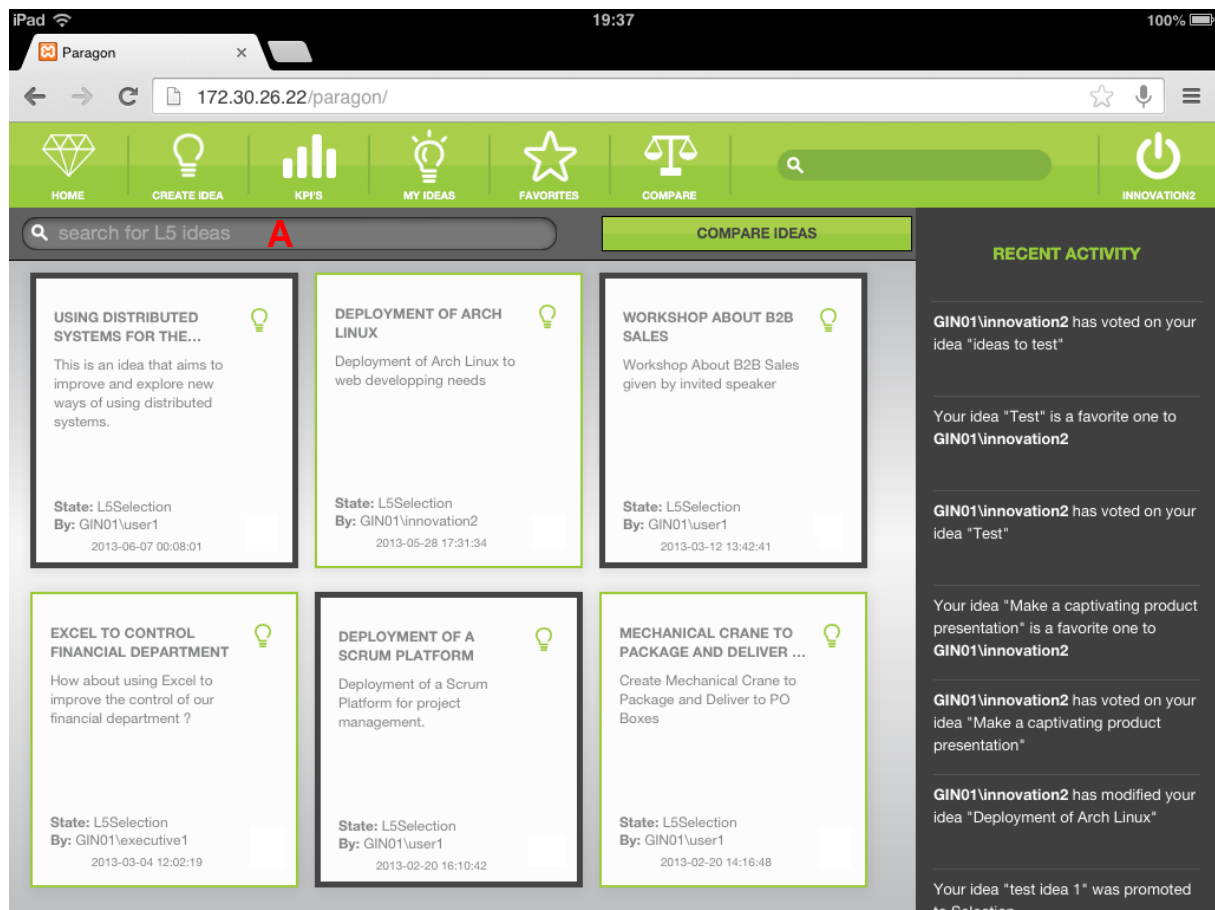 iPad 19:37 100%
Paragon ×
172.30.26.22/paragon/
HOME CREATE IDEA KPI'S MY IDEAS FAVORITES COMPARE INNOVATION2
search for L5 ideas A
COMPARE IDEAS
USING DISTRIBUTED
SYSTEMS FOR THE...
This is an idea that aims to
improve and explore new
ways of using distributed
systems.
State: L5Selection
By: GIN01\user1
2013-06-07 00:08:01
DEPLOYMENT OF ARCH
LINUX
Deployment of Arch Linux to
web developping needs
State: L5Selection
By: GIN01\innovation2
2013-05-28 17:31:34
WORKSHOP ABOUT B2B
SALES
Workshop About B2B Sales
given by invited speaker
State: L5Selection
By: GIN01\user1
2013-03-12 13:42:41
EXCEL TO CONTROL
FINANCIAL DEPARTMENT
How about using Excel to
improve the control of our
financial department ?
State: L5Selection
By: GIN01\executive1
2013-03-04 12:02:19
DEPLOYMENT OF A
SCRUM PLATFORM
Deployment of a Scrum
Platform for project
management.
State: L5Selection
By: GIN01\user1
2013-02-20 16:10:42
MECHANICAL CRANE TO
PACKAGE AND DELIVER ...
Create Mechanical Crane to
Package and Deliver to PO
Boxes
State: L5Selection
By: GIN01\user1
2013-02-20 14:16:48
RECENT ACTIVITY
GIN01\innovation2 has voted on your
idea "ideas to test"
Your idea "Test" is a favorite one to
GIN01\innovation2
GIN01\innovation2 has voted on your
idea "Test"
Your idea "Make a captivating product
presentation" is a favorite one to
GIN01\innovation2
GIN01\innovation2 has voted on your
idea "Make a captivating product
presentation"
GIN01\innovation2 has modified your
idea "Deployment of Arch Linux"
Your idea "test idea 1" was promoted
to Selection